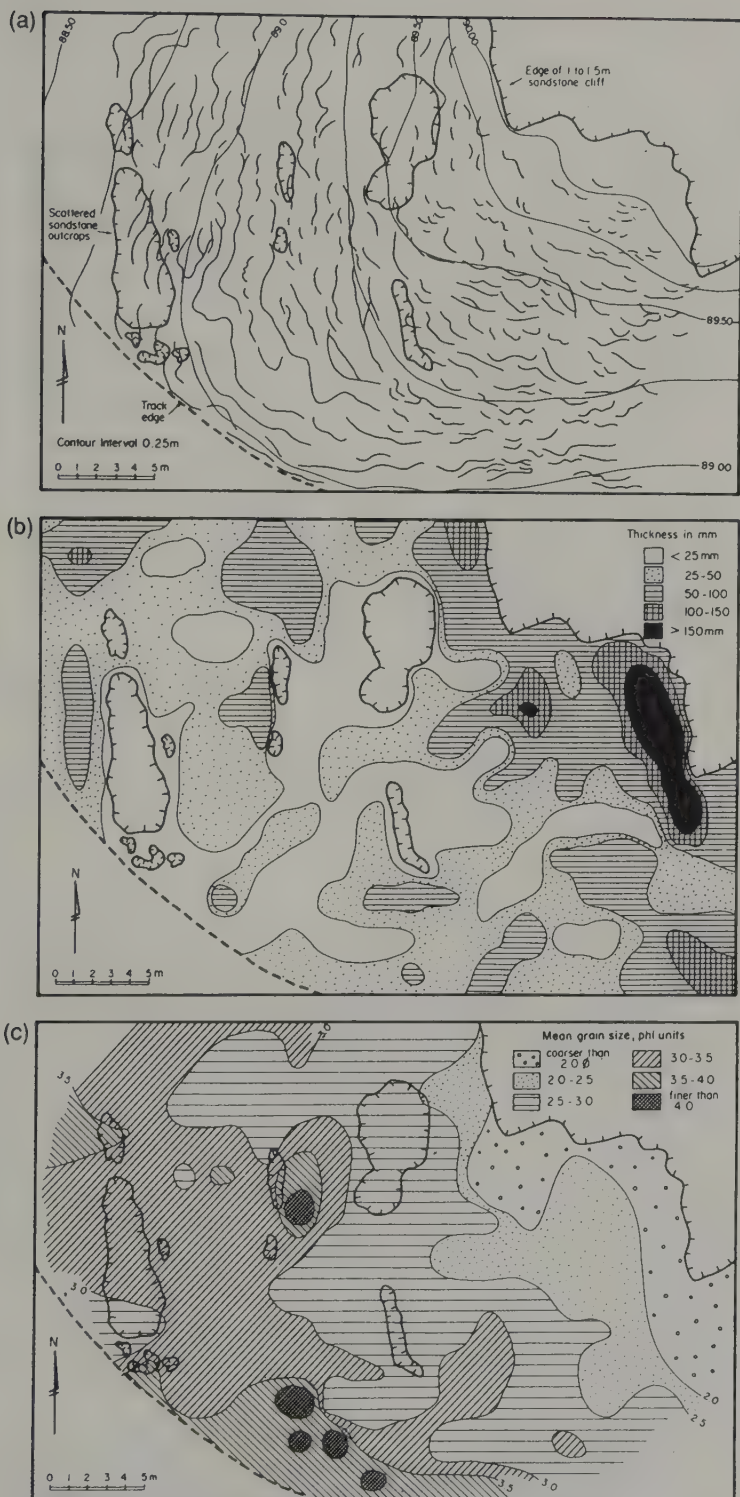 (a)
88.50
89.0
89.50
90.00
Edge of 1 to 1.5m
sandstone cliff
Scattered
sandstone
outcrops
89.50
N
Track
edge
Contour Interval 0.25m
0 1 2 3 4 5m
89.00
(b)
Thickness in mm
< 25mm
25-50
50-100
100-150
> 150mm
N
0 1 2 3 4 5m
(c)
Mean grain size, phi units
coarser than
2.0 ϕ
2.0-2.5
2.5-3.0
3.0-3.5
3.5-4.0
finer than
4.0
3.5
3.0
N
2.0
2.5
3.0
3.5
0 1 2 3 4 5m